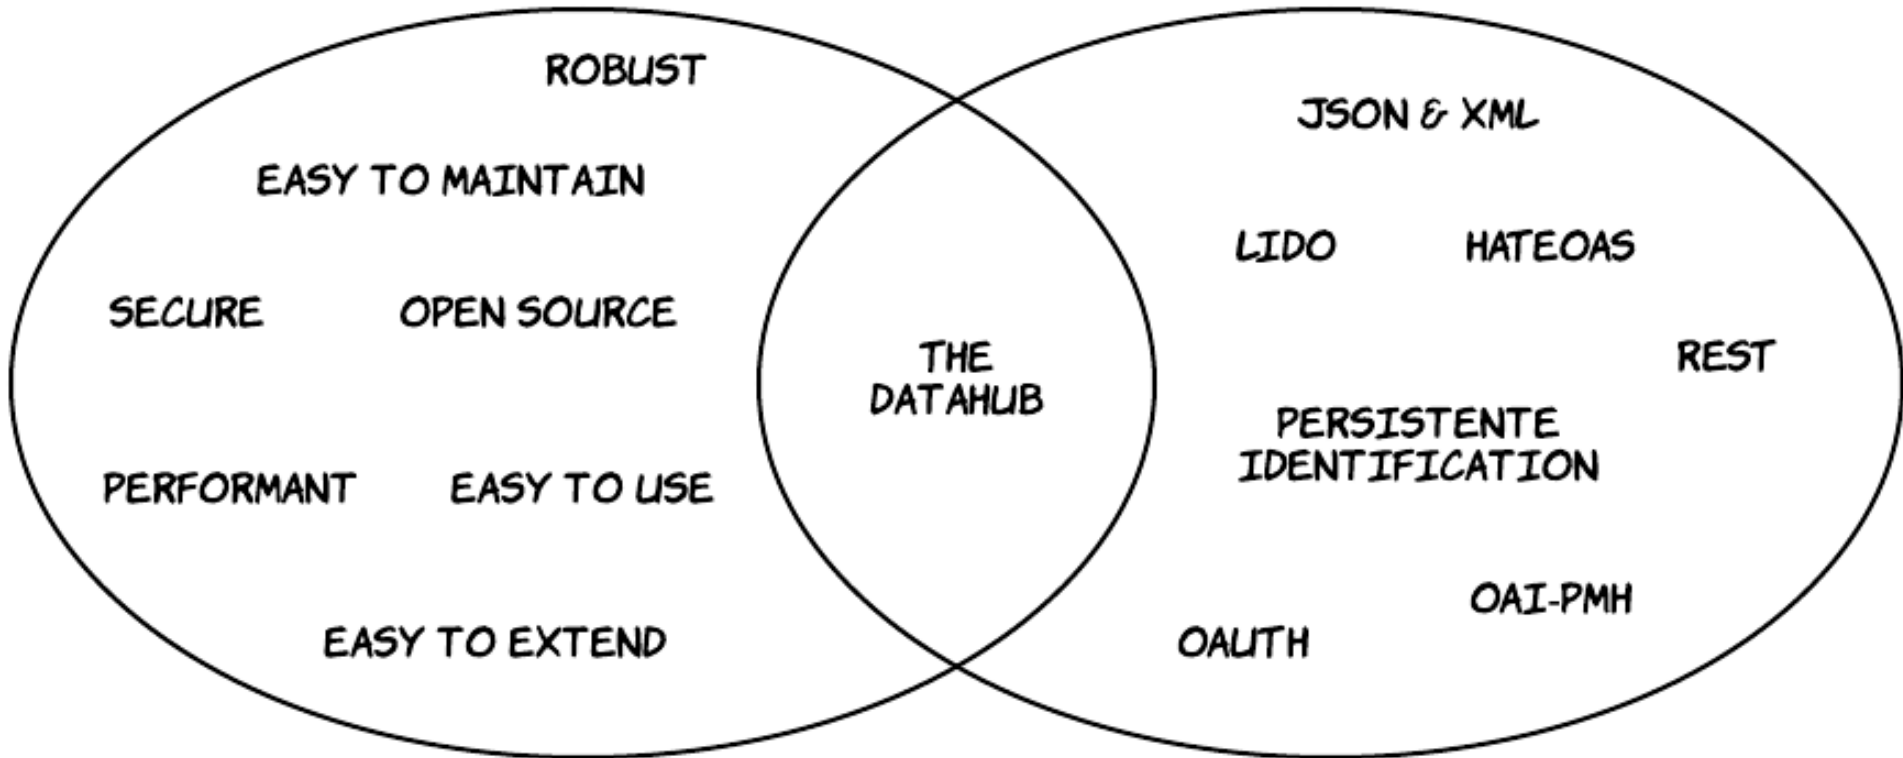 ROBUST
EASY TO MAINTAIN
SECURE
OPEN SOURCE
PERFORMANT
EASY TO USE
EASY TO EXTEND
THE
DATAHUB
JSON & XML
LIDO
HATEOAS
REST
PERSISTENTE
IDENTIFICATION
OAI-PMH
OAUTH